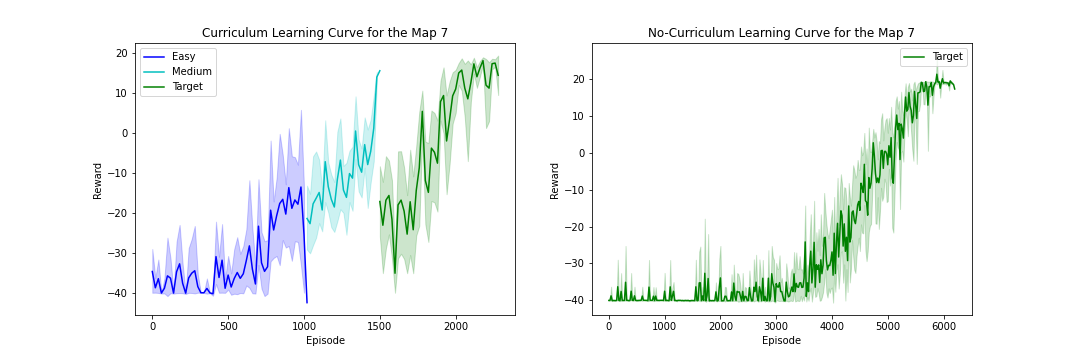 Curriculum Learning Curve for the Map 7
20
10
0
−10
−20
−30
−40
Reward
Easy
Medium
Target
0
500
1000
1500
2000
Episode
No-Curriculum Learning Curve for the Map 7
20
10
0
−10
−20
−30
−40
Reward
Target
0
1000
2000
3000
4000
5000
6000
Episode